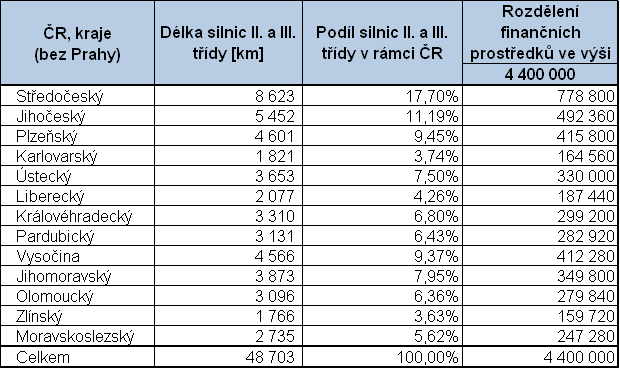 ČR, kraje
(bez Prahy)
Délka silnic II. a III.
třídy [km]
Podíl silnic II. a III.
třídy v rámci ČR
Rozdělení
finančních
prostředků ve výši
4 400 000
Středočeský 8 623 17,70% 778 800
Jihočeský 5 452 11,19% 492 360
Plzeňský 4 601 9,45% 415 800
Karlovarský 1 821 3,74% 164 560
Ústecký 3 653 7,50% 330 000
Liberecký 2 077 4,26% 187 440
Královéhradecký 3 310 6,80% 299 200
Pardubický 3 131 6,43% 282 920
Vysočina 4 566 9,37% 412 280
Jihomoravský 3 873 7,95% 349 800
Olomoucký 3 096 6,36% 279 840
Zlínský 1 766 3,63% 159 720
Moravskoslezský 2 735 5,62% 247 280
Celkem 48 703 100,00% 4 400 000